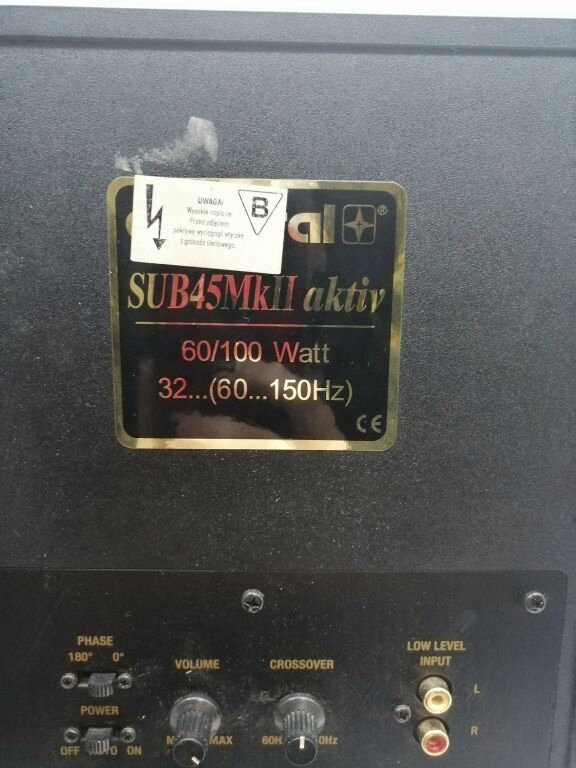 UWAGA:
Wysokie napięcie
Przed zdjęciem
pokrywy wyciągnąć wtyczkę
z gniazda sieciowego.
B
®
SUB45MkII aktiv
60/100 Watt
32...(60...150Hz)
CE
PHASE
180° 0°
VOLUME
CROSSOVER
LOW LEVEL
INPUT
L
R
POWER
OFF AUTO ON
MAX